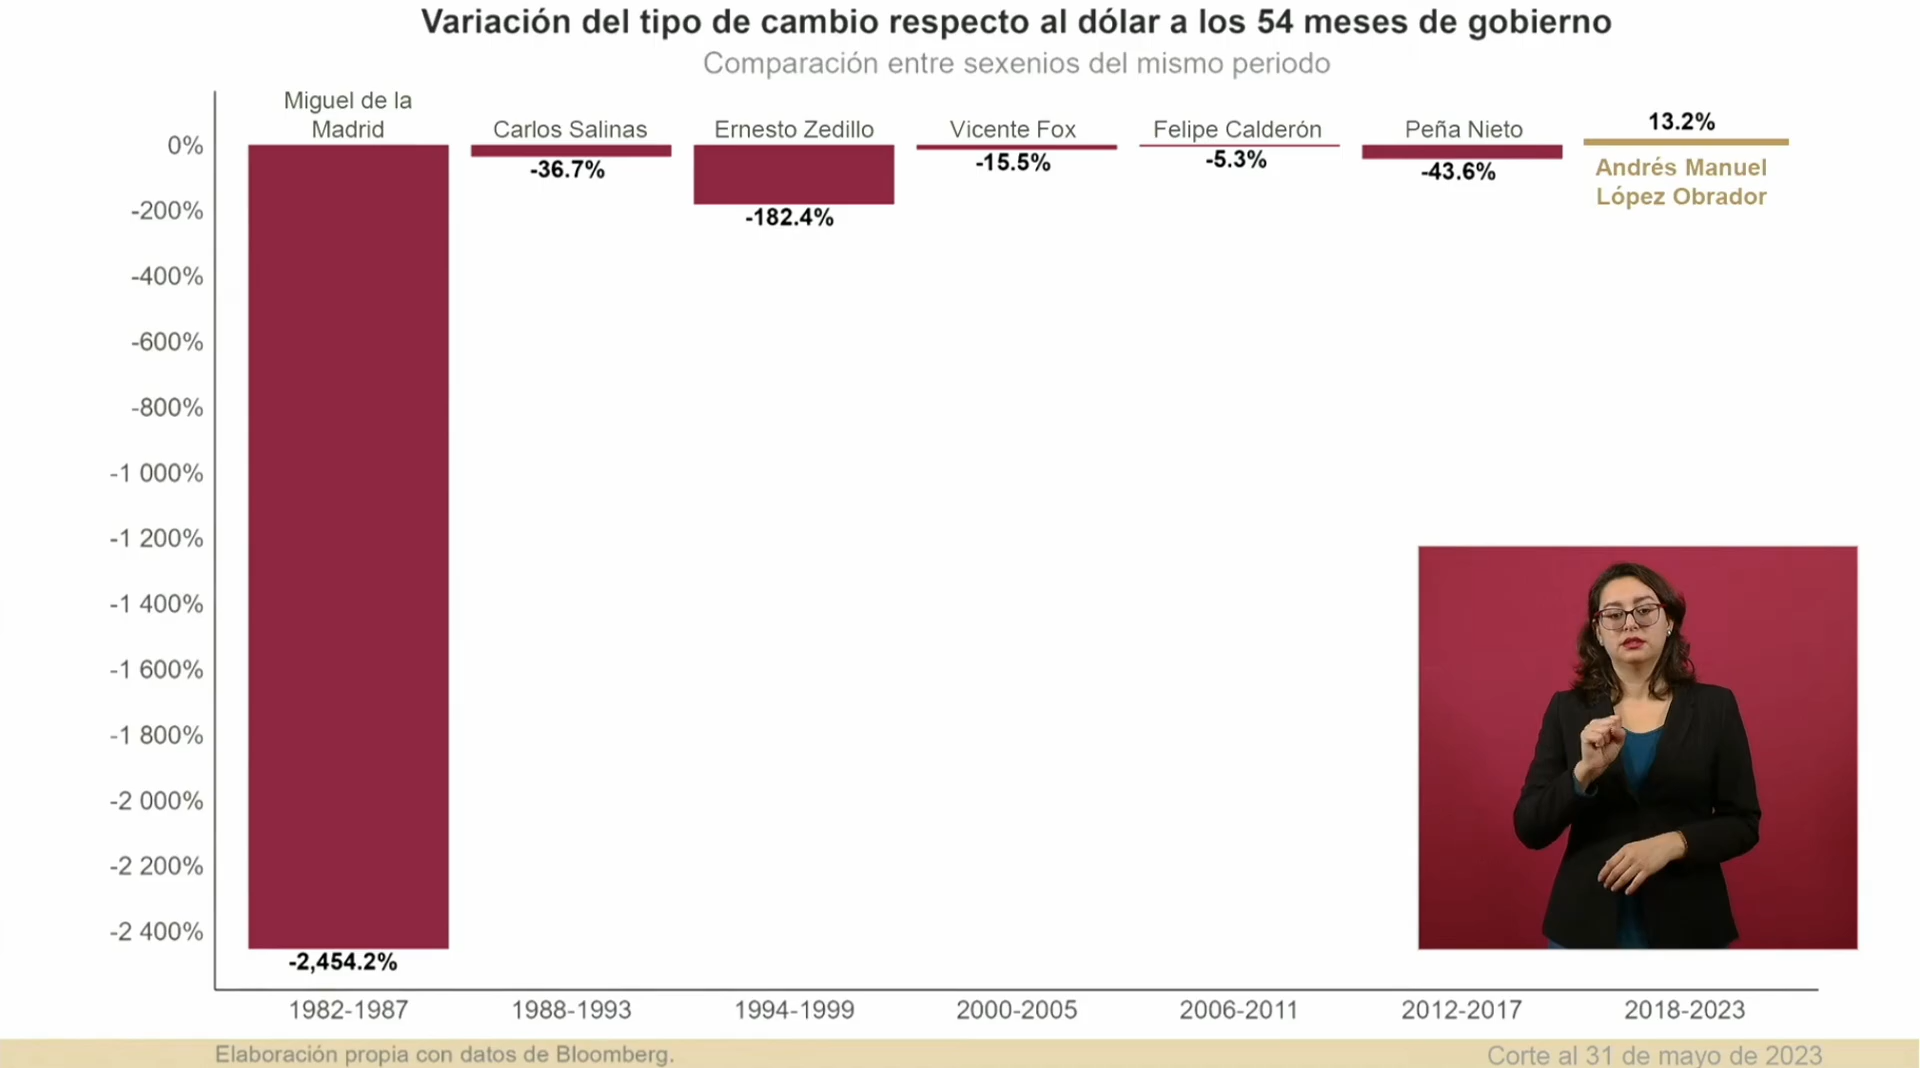 Variación del tipo de cambio respecto al dólar a los 54 meses de gobierno
Comparación entre sexenios del mismo periodo
Miguel de la
Madrid
Carlos Salinas
Ernesto Zedillo
Vicente Fox
Felipe Calderón
Peña Nieto
13.2%
Andrés Manuel
López Obrador
-36.7%
-182.4%
-15.5%
-5.3%
-43.6%
-2,454.2%
0%
-200%
-400%
-600%
-800%
-1 000%
-1 200%
-1 400%
-1 600%
-1 800%
-2 000%
-2 200%
-2 400%
1982-1987
1988-1993
1994-1999
2000-2005
2006-2011
2012-2017
2018-2023
Elaboración propia con datos de Bloomberg.
Corte al 31 de mayo de 2023